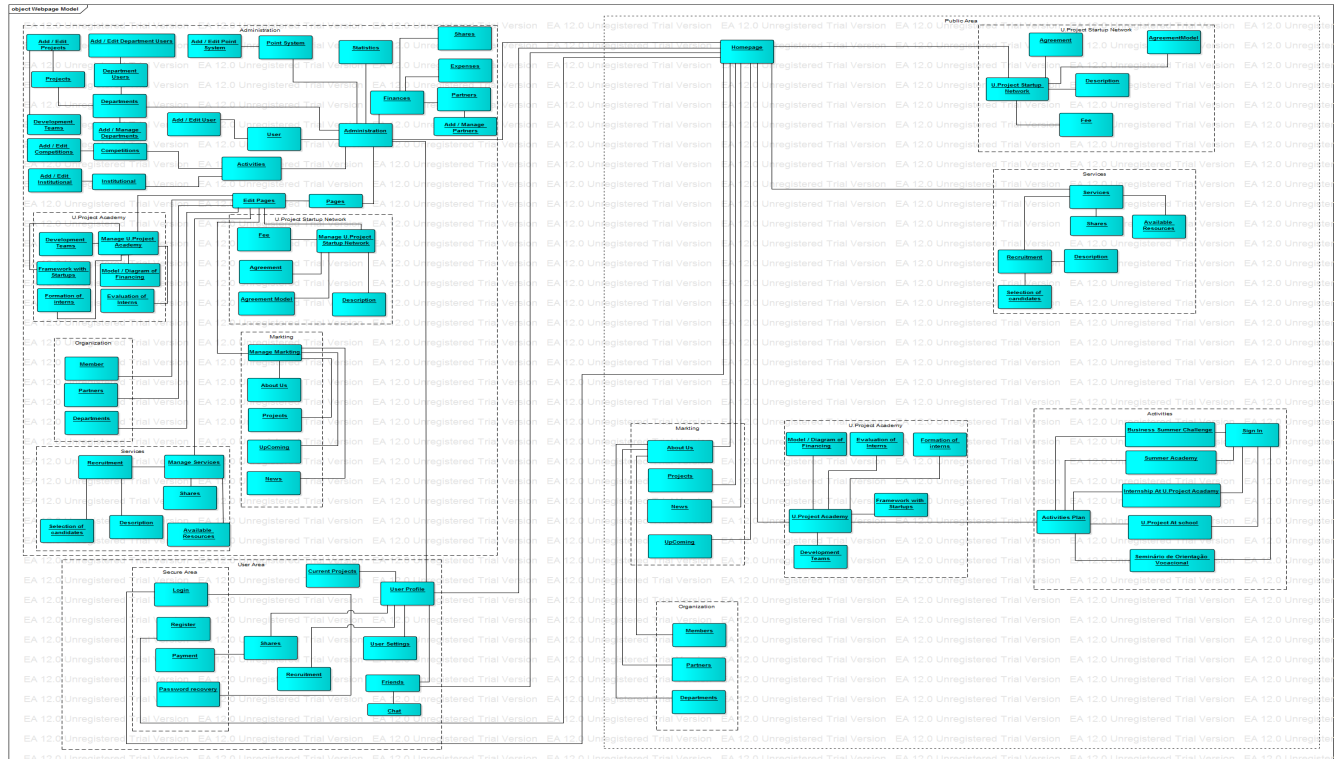 object Webpage Model
Administration
Add / Edit
Projects
Add / Edit Department Users
Add / Edit Point
System
Point System
Statistics
Shares
Projects
Department
Users
Expenses
Departments
Finances
Partners
Development
Teams
Add / Manage
Departments
Add / Edit User
User
Administration
Add / Manage
Partners
Add / Edit
Competitions
Competitions
Activities
Add / Edit
Institutional
Institutional
Edit Pages
Pages
U.Project Academy
Development
Teams
Manage U.Project
Academy
Framework with
Startups
Model / Diagram of
Financing
Formation of
interns
Evaluation of
Interns
U.Project Startup Network
Fee
Manage U.Project
Startup Network
Agreement
Agreement Model
Description
Organization
Member
Partners
Departments
Markting
Manage Markting
About Us
Projects
UpComing
News
Services
Recruitment
Manage Services
Shares
Selection of
candidates
Description
Available
Resources
User Area
Secure Area
Login
Register
Payment
Password recovery
Current Projects
User Profile
Shares
User Settings
Recruitment
Friends
Chat
Public Area
Homepage
U.Project Startup Network
Agreement
AgreementModel
U.Project Startup
Network
Description
Fee
Services
Services
Shares
Available
Resources
Recruitment
Description
Selection of
candidates
Markting
About Us
Projects
News
UpComing
U.Project Academy
Model / Diagram of
Financing
Evaluation of
Interns
Formation of
interns
Framework with
Startups
U.Project Academy
Development
Teams
Activities
Business Summer Challenge
Sign in
Summer Academy
Internship At U.Project Acadamy
Activities Plan
U.Project At school
Seminário de Orientação
Vocacional
Organization
Members
Partners
Departments
EA 12.0 Unregistered Trial Version